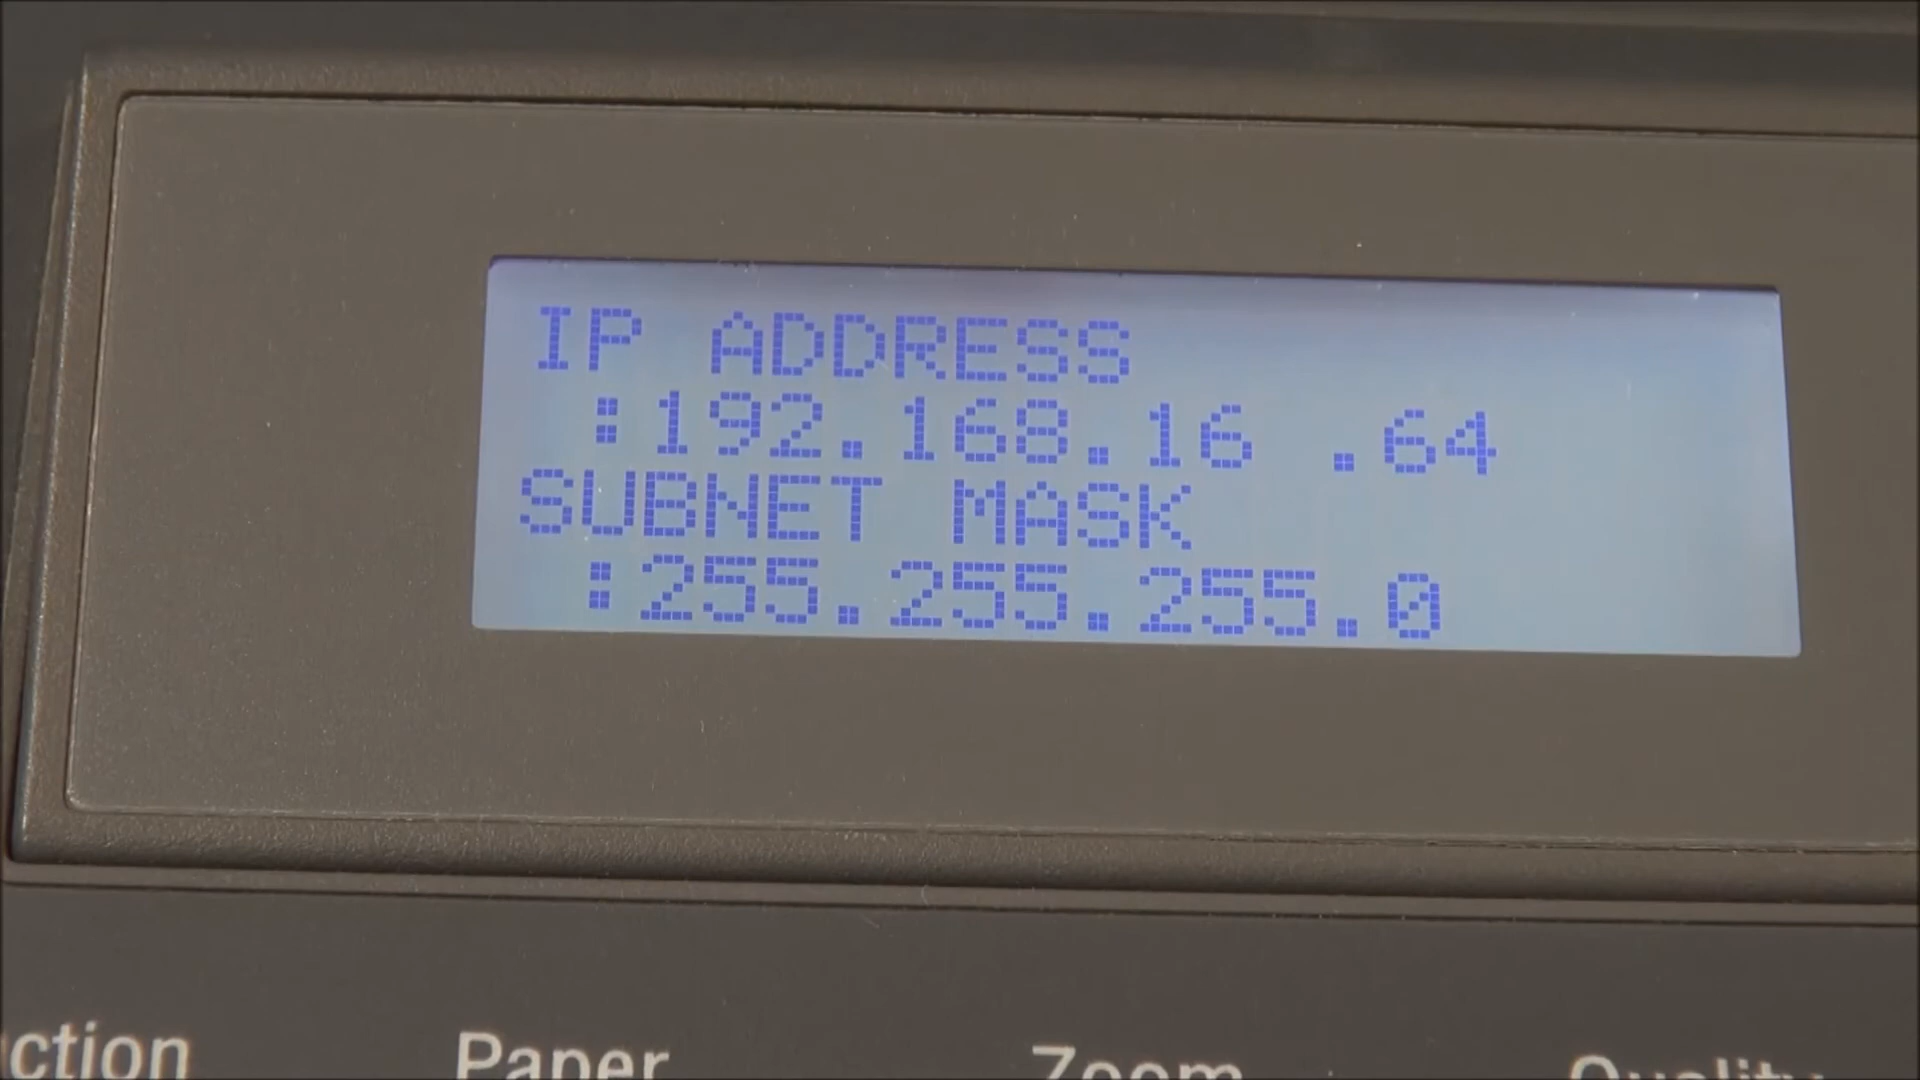 IP ADDRESS
:192.168.16 .64
SUBNET MASK
:255.255.255.0
ction Paper Zoom Quality